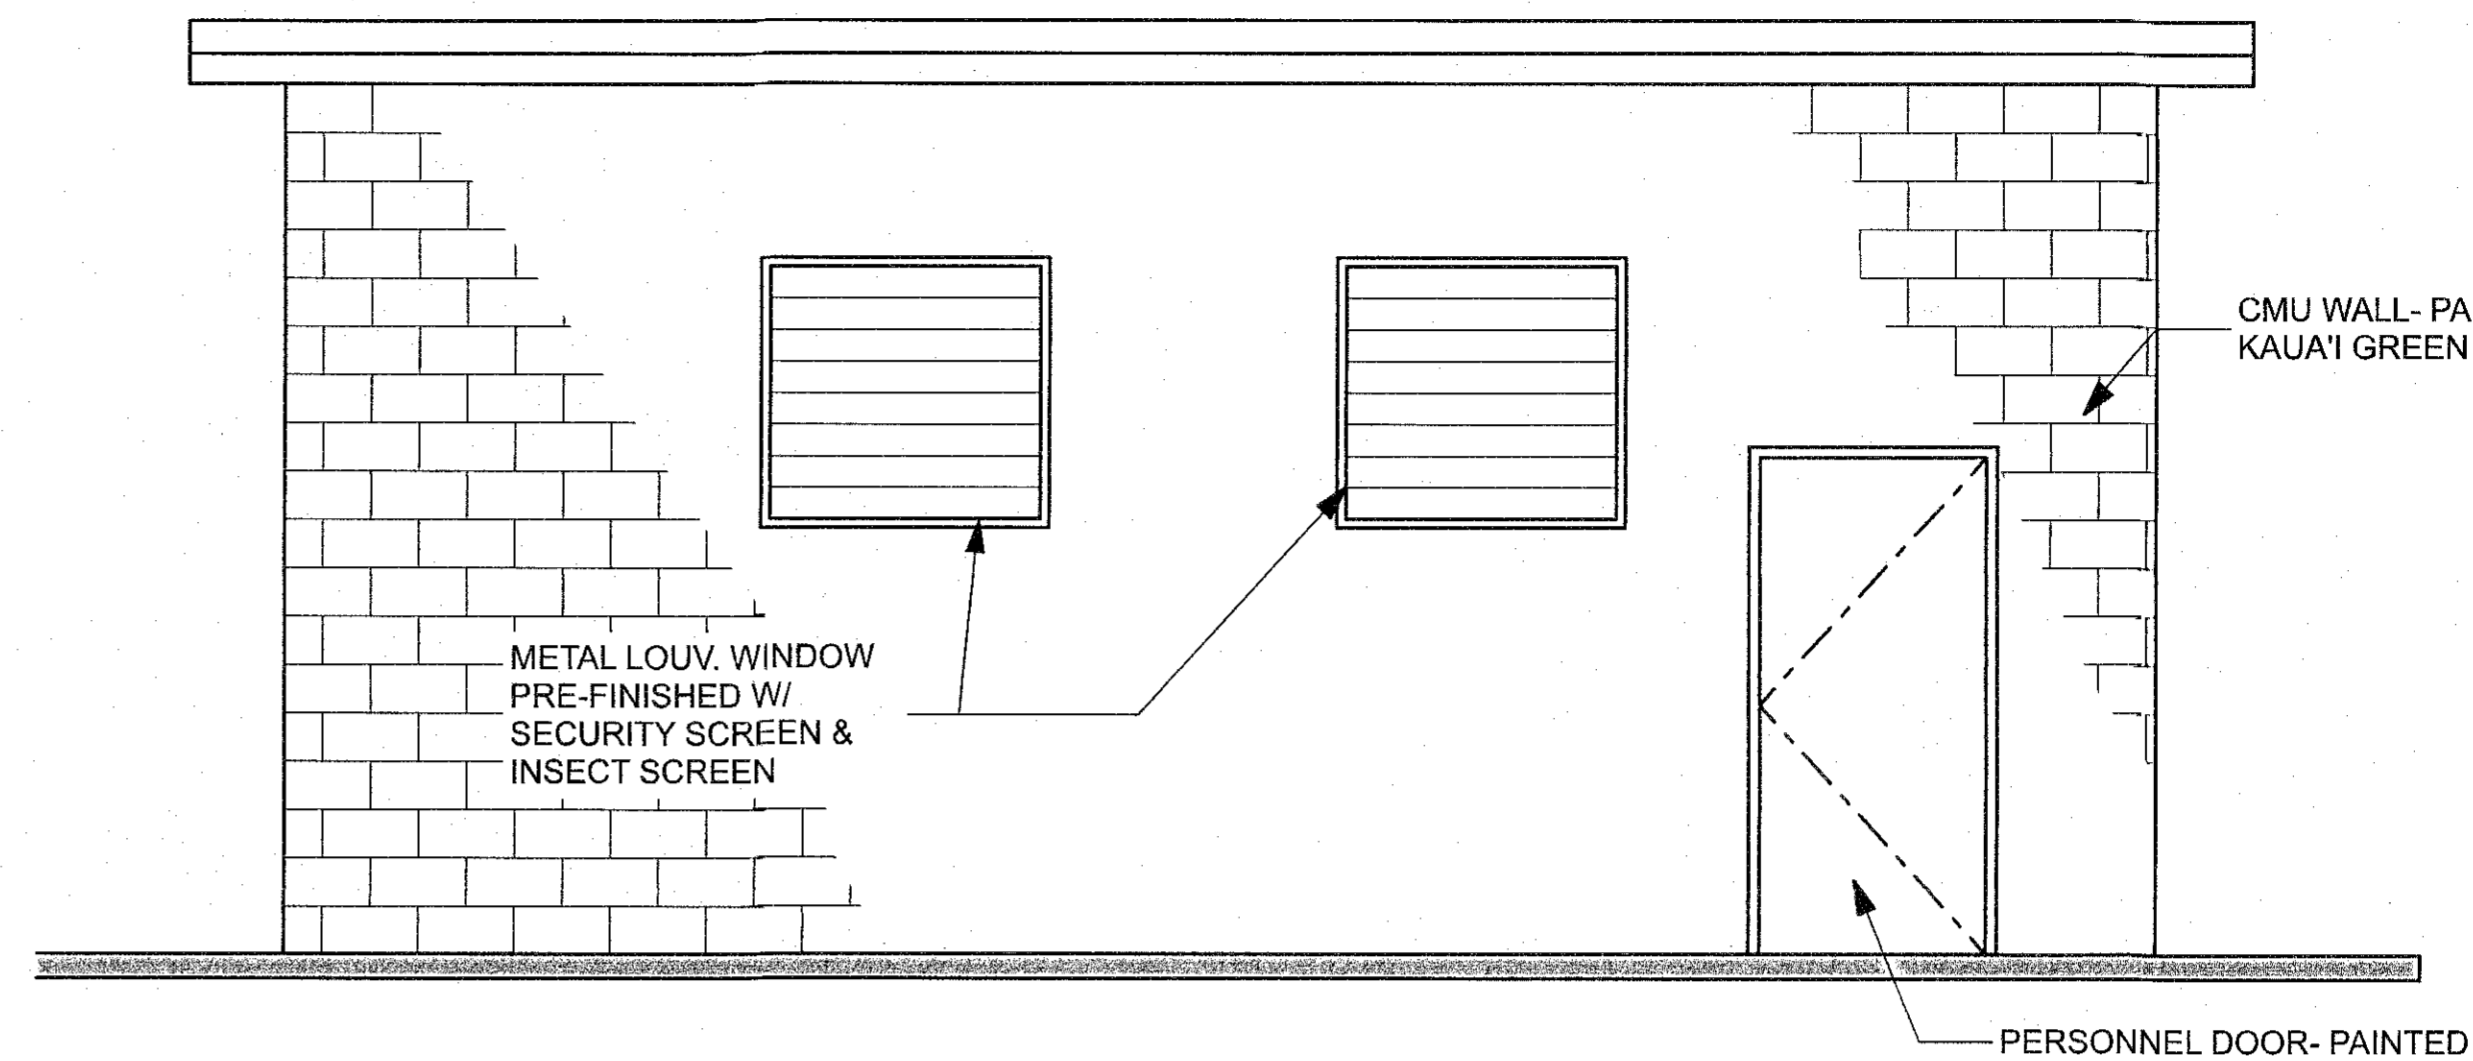 CMU WALL- PA
KAUA'I GREEN
METAL LOUV. WINDOW
PRE-FINISHED W/
SECURITY SCREEN &
INSECT SCREEN
PERSONNEL DOOR- PAINTED